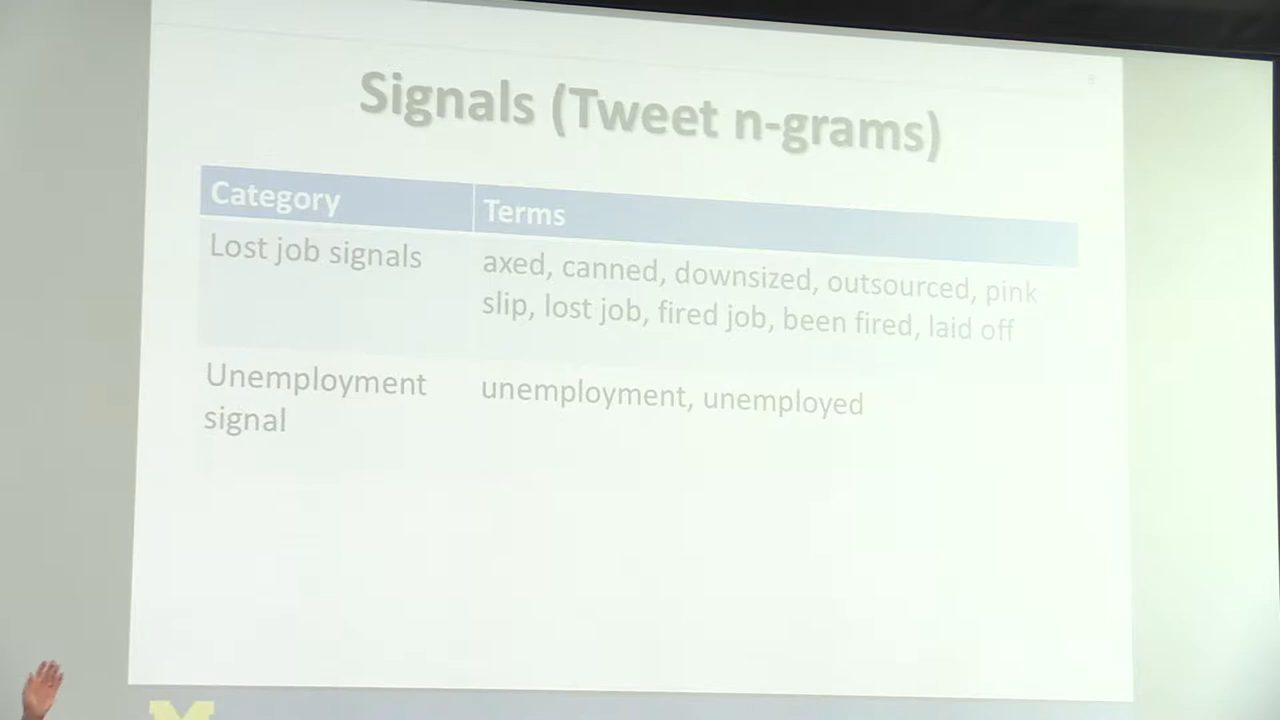 8
Signals (Tweet n-grams)
Category
Terms
Lost job signals
axed, canned, downsized, outsourced, pink
slip, lost job, fired job, been fired, laid off
Unemployment
signal
unemployment, unemployed
M